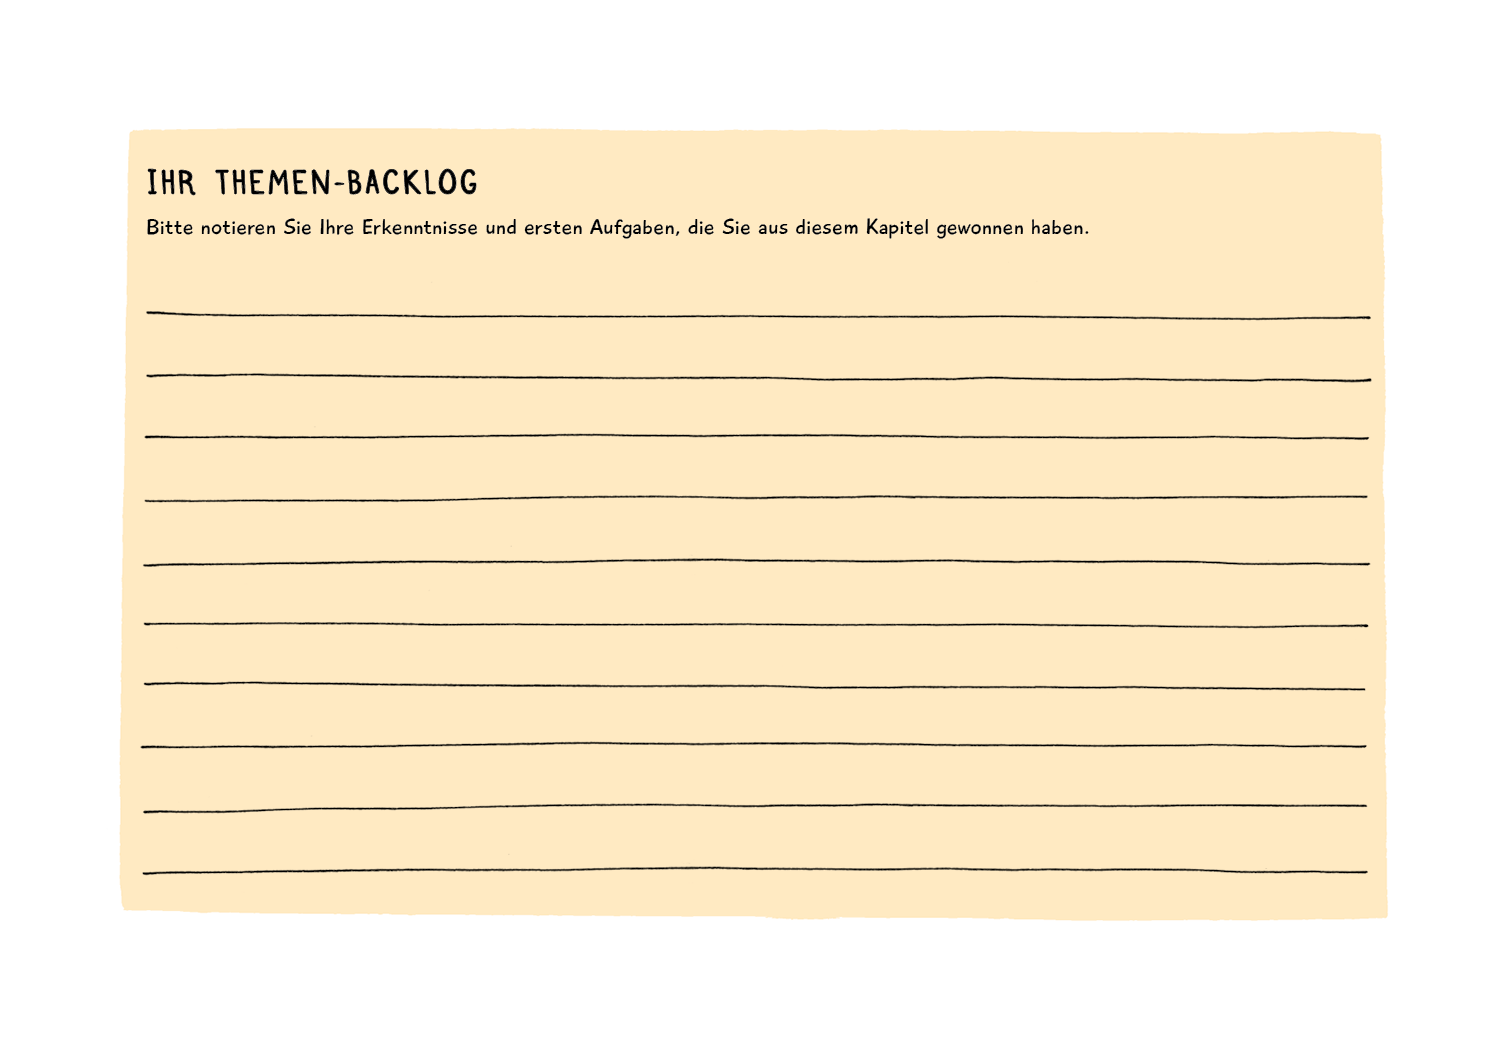 IHR THEMEN-BACKLOG
Bitte notieren Sie Ihre Erkenntnisse und ersten Aufgaben, die Sie aus diesem Kapitel gewonnen haben.